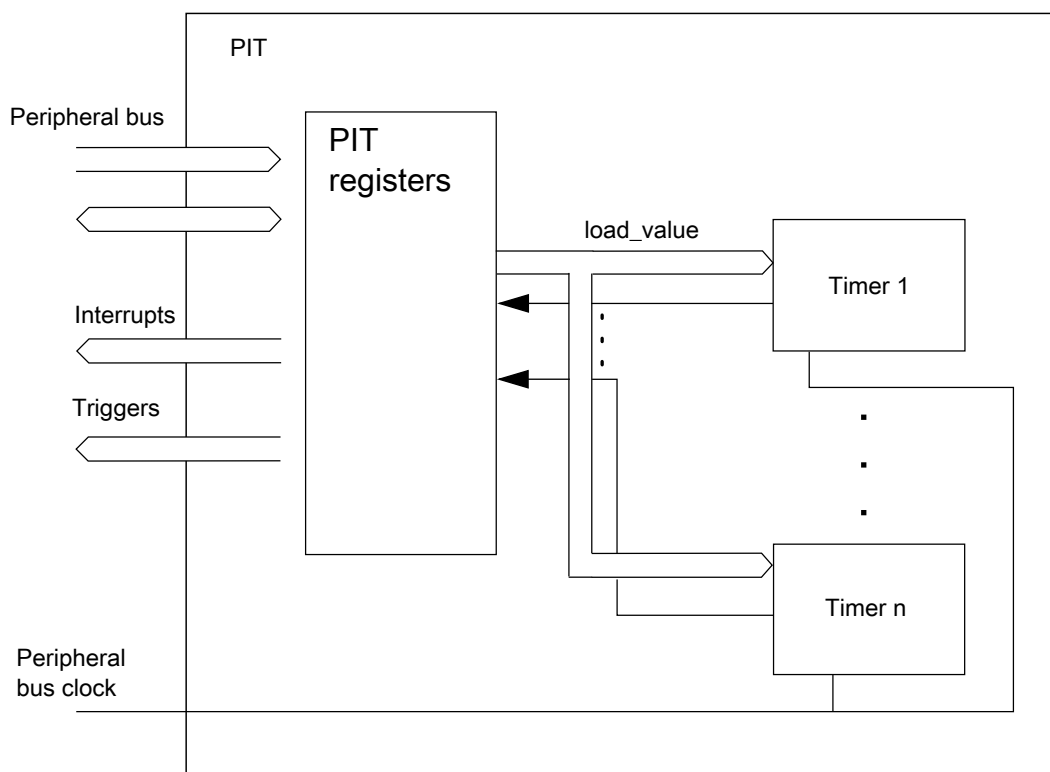 PIT
Peripheral bus
PIT
registers
load_value
Timer 1
Interrupts
Triggers
Timer n
Peripheral
bus clock